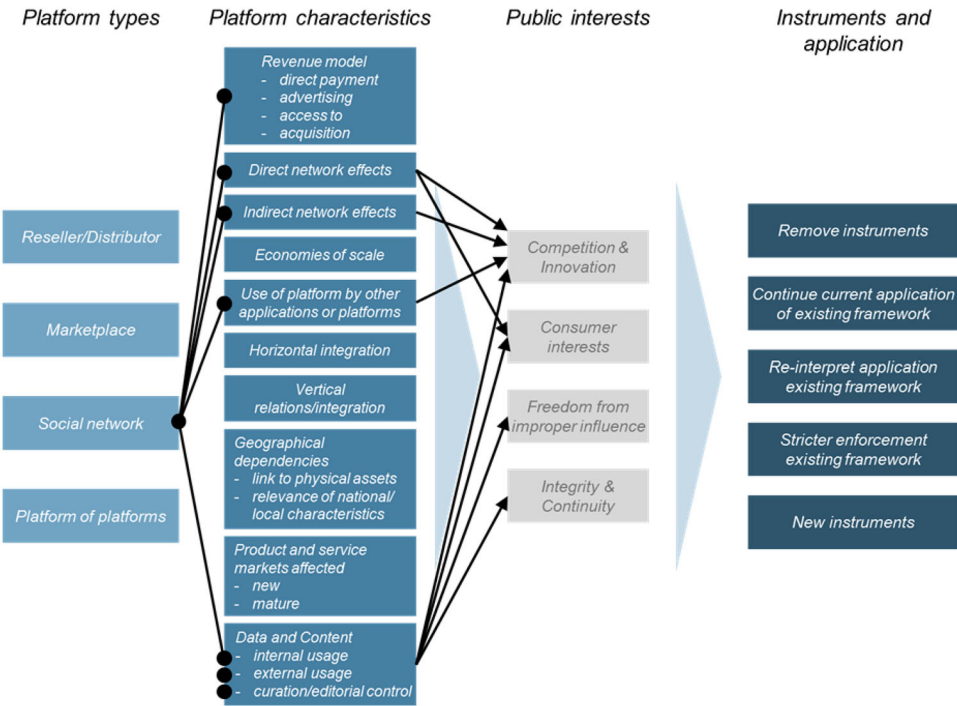 Platform types
Platform characteristics
Public interests
Instruments and
application
Reseller/Distributor
Marketplace
Social network
Platform of platforms
Revenue model
- direct payment
- advertising
- access to
- acquisition
Direct network effects
Indirect network effects
Economies of scale
Use of platform by other
applications or platforms
Horizontal integration
Vertical
relations/integration
Geographical
dependencies
- link to physical assets
- relevance of national/
local characteristics
Product and service
markets affected
- new
- mature
Data and Content
- internal usage
- external usage
- curation/editorial control
Competition &
Innovation
Consumer
interests
Freedom from
improper influence
Integrity &
Continuity
Remove instruments
Continue current application
of existing framework
Re-interpret application
existing framework
Stricter enforcement
existing framework
New instruments